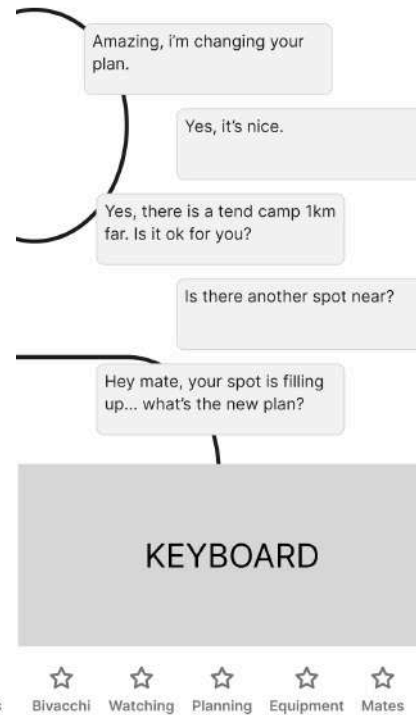 Amazing, i'm changing your
plan.
Yes, it's nice.
Yes, there is a tend camp 1km
far. Is it ok for you?
Is there another spot near?
Hey mate, your spot is filling
up... what's the new plan?
KEYBOARD
Bivacchi Watching Planning Equipment Mates